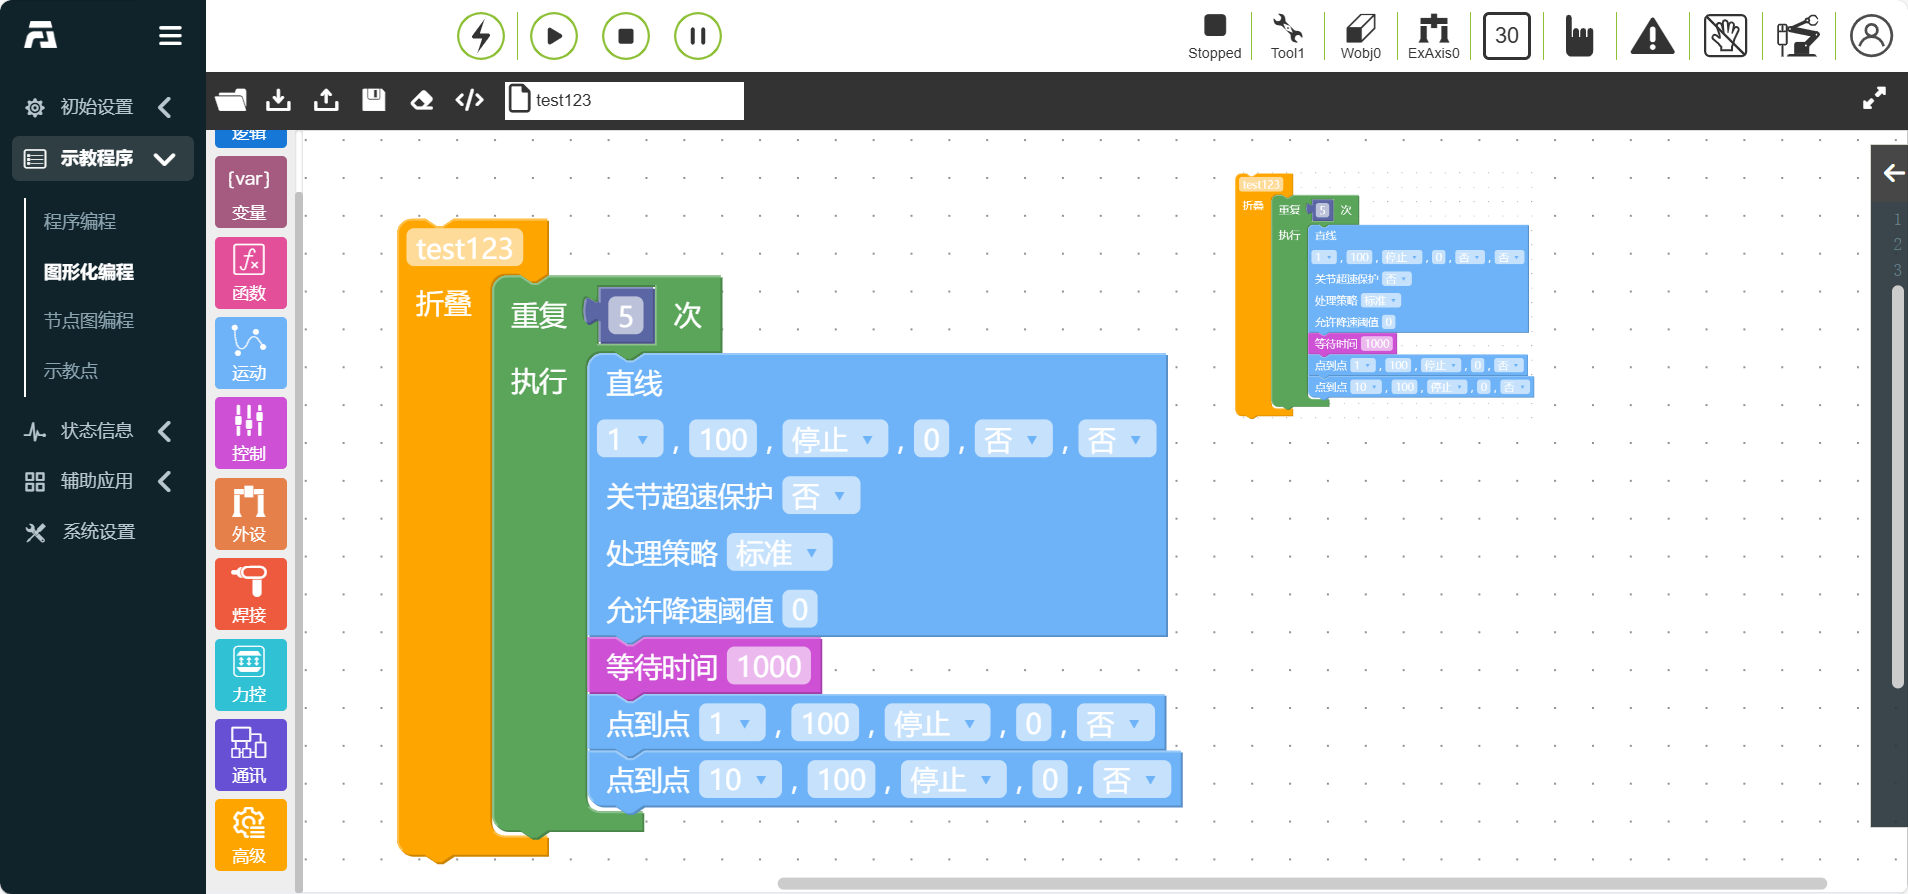 Stopped
Tool1
Wobj0
ExAxis0
30
test123
初始设置
示教程序
程序编程
图形化编程
节点图编程
示教点
状态信息
辅助应用
系统设置
逻辑
{var}
变量
函数
运动
控制
外设
焊接
力控
通讯
高级
test123
折叠
重复 5 次
执行
直线
1 , 100 , 停止 , 0 , 否 , 否
关节超速保护 否
处理策略 标准
允许降速阈值 0
等待时间 1000
点到点 1 , 100 , 停止 , 0 , 否
点到点 10 , 100 , 停止 , 0 , 否
test123
折叠
重复 5 次
执行
直线
1 , 100 , 停止 , 0 , 否 , 否
关节超速保护 否
处理策略 标准
允许降速阈值 0
等待时间 1000
点到点 1 , 100 , 停止 , 0 , 否
点到点 10 , 100 , 停止 , 0 , 否
1
2
3